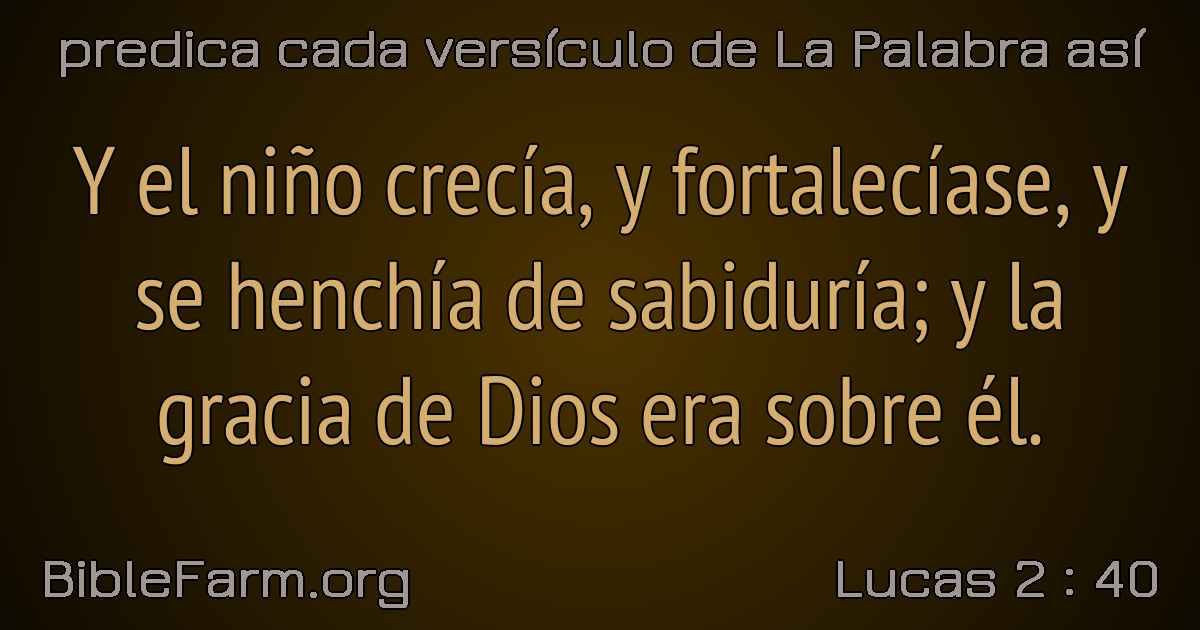 predica cada versículo de La Palabra así
Y el niño crecía, y fortalecíase, y
se henchía de sabiduría; y la
gracia de Dios era sobre él.
BibleFarm.org
Lucas 2 : 40